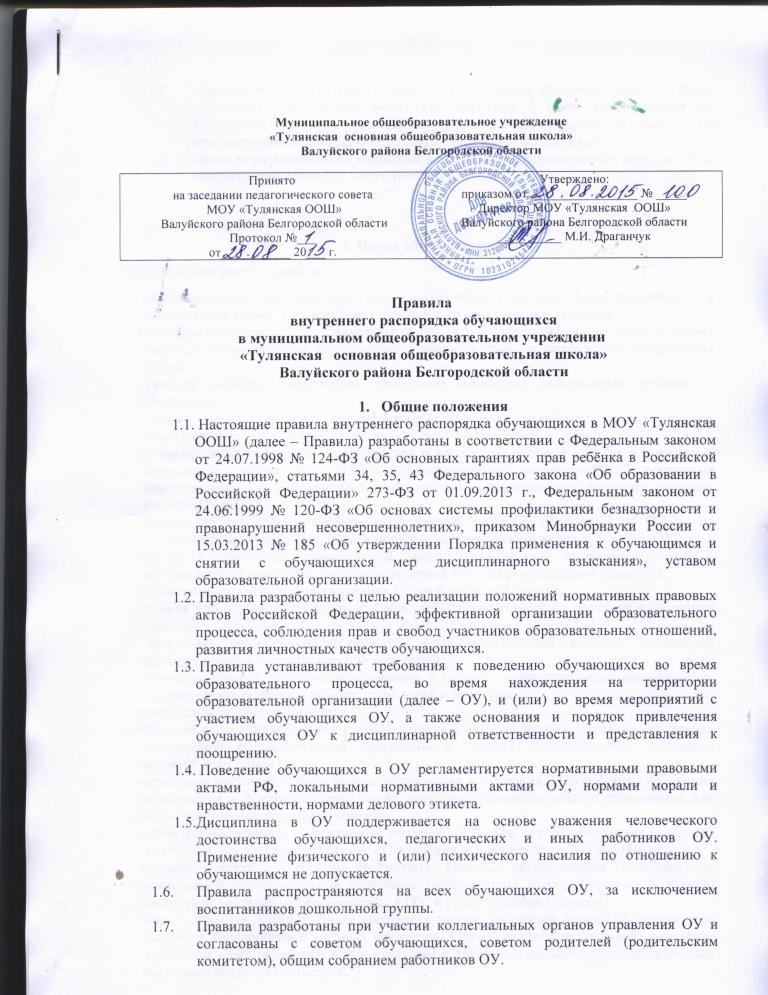 Муниципальное общеобразовательное учреждение
«Тулянская основная общеобразовательная школа»
Валуйского района Белгородской области
Принято
на заседании педагогического совета
МОУ «Тулянская ООШ»
Валуйского района Белгородской области
Протокол № 1
от 28.08 2015 г.
Утверждено:
приказом от 28.08.2015 № 100
Директор МОУ «Тулянская ООШ»
Валуйского района Белгородской области
М.И. Драганчук
ДЛЯ
ДОКУМЕНТОВ
Правила
внутреннего распорядка обучающихся
в муниципальном общеобразовательном учреждении
«Тулянская основная общеобразовательная школа»
Валуйского района Белгородской области
1. Общие положения
1.1. Настоящие правила внутреннего распорядка обучающихся в МОУ «Тулянская
ООШ» (далее – Правила) разработаны в соответствии с Федеральным законом
от 24.07.1998 № 124-ФЗ «Об основных гарантиях прав ребёнка в Российской
Федерации», статьями 34, 35, 43 Федерального закона «Об образовании в
Российской Федерации» 273-ФЗ от 01.09.2013 г., Федеральным законом от
24.06.1999 № 120-ФЗ «Об основах системы профилактики безнадзорности и
правонарушений несовершеннолетних», приказом Минобрнауки России от
15.03.2013 № 185 «Об утверждении Порядка применения к обучающимся и
снятии с обучающихся мер дисциплинарного взыскания», уставом
образовательной организации.
1.2. Правила разработаны с целью реализации положений нормативных правовых
актов Российской Федерации, эффективной организации образовательного
процесса, соблюдения прав и свобод участников образовательных отношений,
развития личностных качеств обучающихся.
1.3. Правила устанавливают требования к поведению обучающихся во время
образовательного процесса, во время нахождения на территории
образовательной организации (далее – ОУ), и (или) во время мероприятий с
участием обучающихся ОУ, а также основания и порядок привлечения
обучающихся ОУ к дисциплинарной ответственности и представления к
поощрению.
1.4. Поведение обучающихся в ОУ регламентируется нормативными правовыми
актами РФ, локальными нормативными актами ОУ, нормами морали и
нравственности, нормами делового этикета.
1.5.Дисциплина в ОУ поддерживается на основе уважения человеческого
достоинства обучающихся, педагогических и иных работников ОУ.
Применение физического и (или) психического насилия по отношению к
обучающимся не допускается.
1.6. Правила распространяются на всех обучающихся ОУ, за исключением
воспитанников дошкольной группы.
1.7. Правила разработаны при участии коллегиальных органов управления ОУ и
согласованы с советом обучающихся, советом родителей (родительским
комитетом), общим собранием работников ОУ.